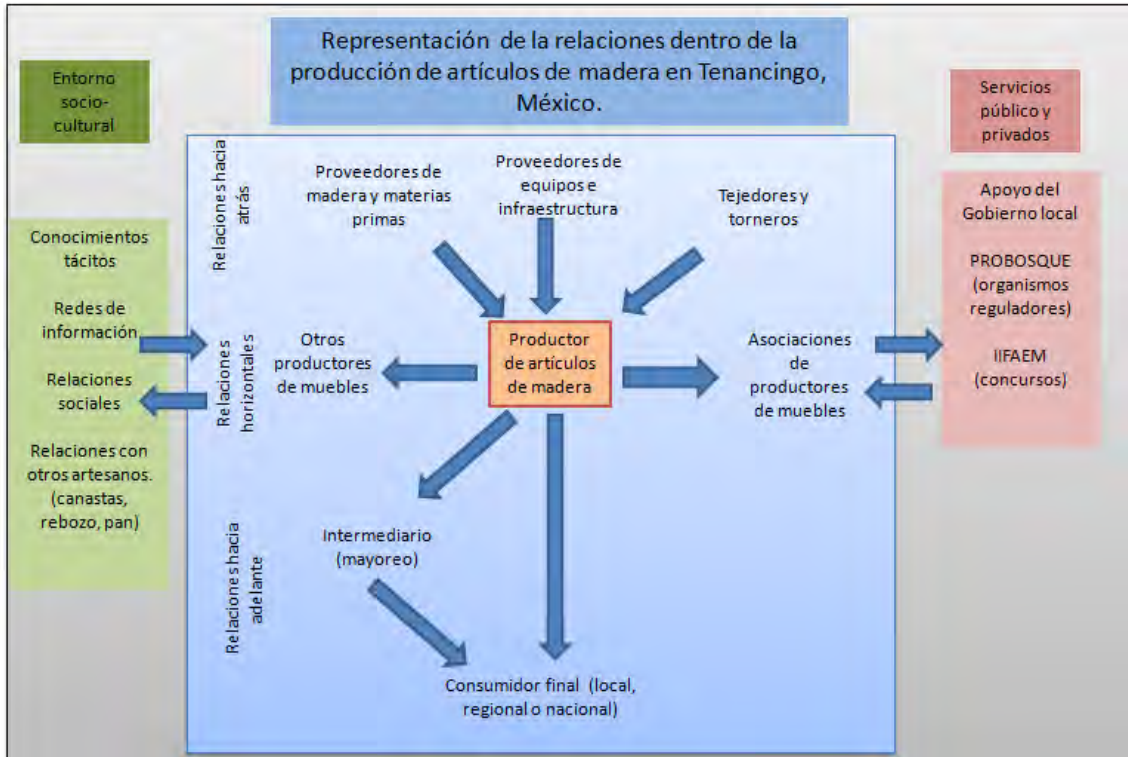 Representación de la relaciones dentro de la
producción de artículos de madera en Tenancingo,
México.
Entorno
socio-
cultural
Conocimientos
tácitos
Redes de
información
Relaciones
sociales
Relaciones con
otros artesanos.
(canastas,
rebozo, pan)
Relaciones hacia
atrás
Proveedores de
madera y materias
primas
Proveedores de
equipos e
infraestructura
Tejedores y
torneros
Relaciones
horizontales
Otros
productores
de muebles
Productor
de artículos
de madera
Asociaciones
de
productores
de muebles
Relaciones hacia
adelante
Intermediario
(mayoreo)
Consumidor final (local,
regional o nacional)
Servicios
público y
privados
Apoyo del
Gobierno local
PROBOSQUE
(organismos
reguladores)
IIFAEM
(concursos)